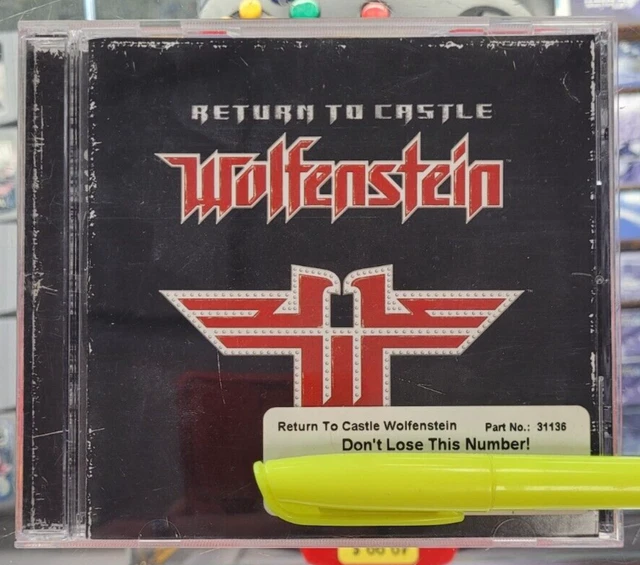 RETURN TO CASTLE
Wolfenstein
Return To Castle Wolfenstein Part No.: 31136
Don't Lose This Number!